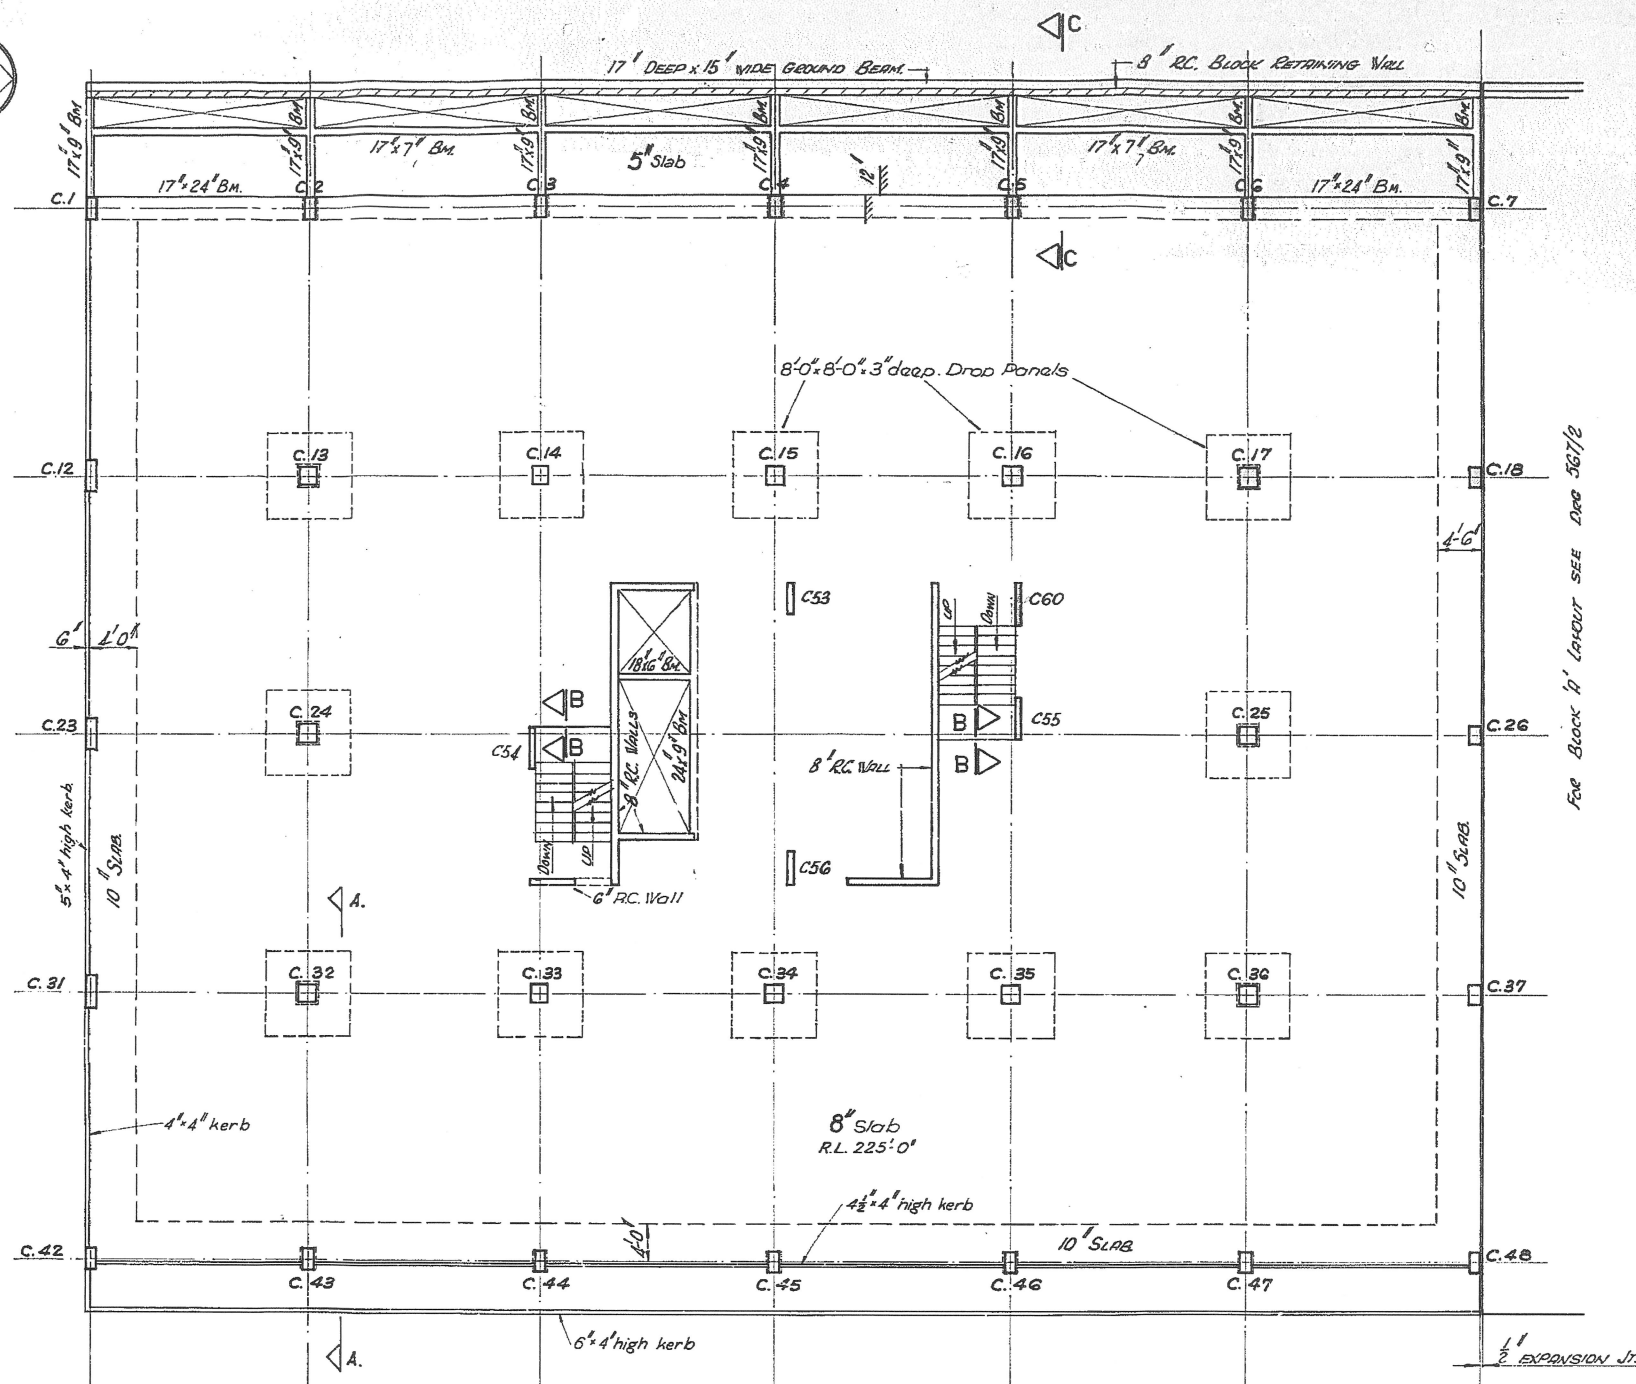 C
17" DEEP x 15" WIDE GROUND BEAM.
8" R.C. BLOCK RETAINING WALL
17"x9" BM
17"x9" BM.
17"x9" BM.
17"x9" BM.
17"x9" BM.
17"x9" BM.
17"x9" BM.
17"x7" BM.
5" Slab
17"x7" BM.
12"
17"x24" BM.
17"x24" BM.
C.1
C.2
C.3
C.4
C.5
C.6
C.7
C
8'-0"x8'-0"x3" deep. Drop Panels
C.12
C.13
C.14
C.15
C.16
C.17
C.18
4'-6"
FOR BLOCK 'A' LAYOUT SEE DRG 567/2
C53
UP
DOWN
C60
6"
4'0"
18"x6" BM.
B
C.24
C.23
B
C54
8" R.C. WALLS
24"x9" BM
8" R.C. WALL
B
C55
B
C.25
C.26
5"x4" high kerb.
10" SLAB.
DOWN
UP
C56
10" SLAB.
6" R.C. Wall
A.
C.31
C.32
C.33
C.34
C.35
C.36
C.37
4"x4" kerb
8" Slab
R.L. 225'-0"
4½"x4" high kerb
4'-0"
10" SLAB
C.42
C.43
C.44
C.45
C.46
C.47
C.48
6"x4" high kerb
A.
½" EXPANSION JT.